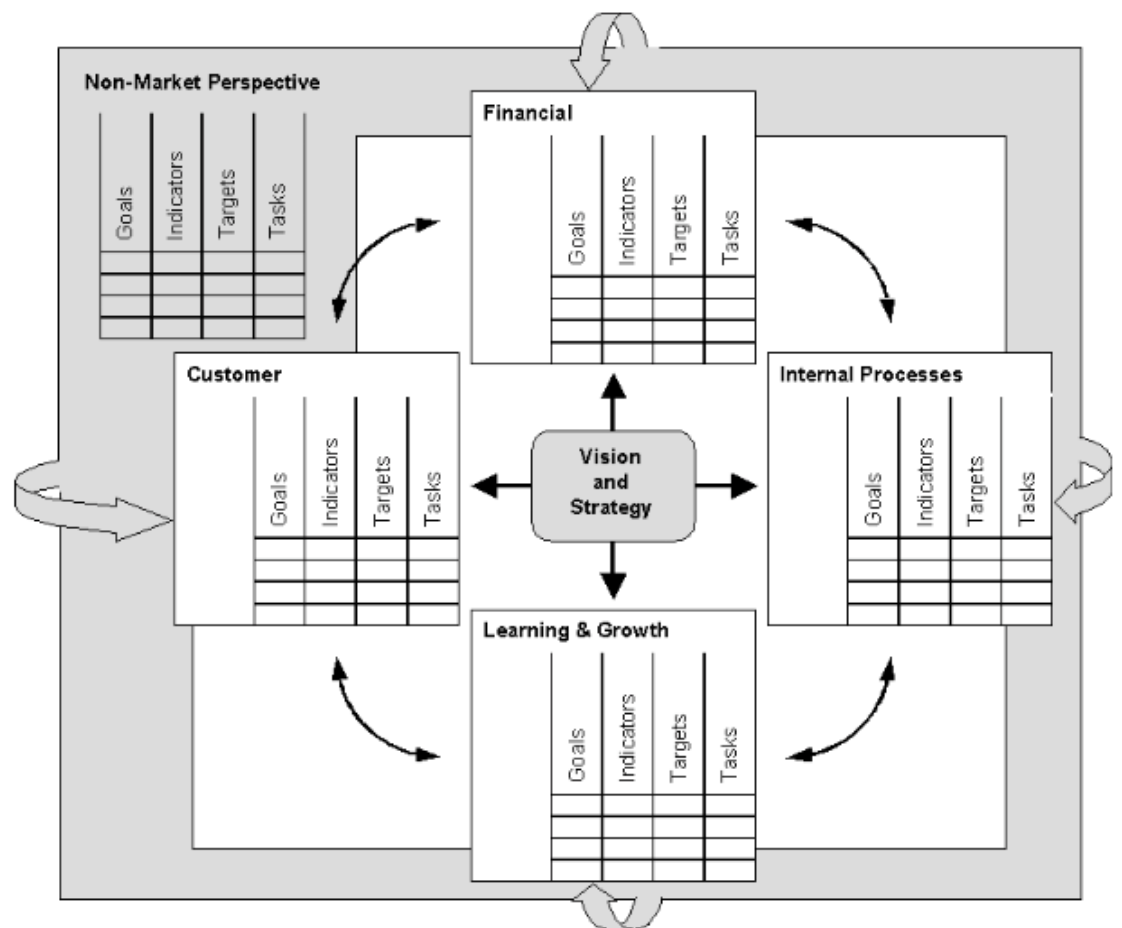 Non-Market Perspective
Goals
Indicators
Targets
Tasks
Financial
Goals
Indicators
Targets
Tasks
Customer
Goals
Indicators
Targets
Tasks
Vision
and
Strategy
Internal Processes
Goals
Indicators
Targets
Tasks
Learning & Growth
Goals
Indicators
Targets
Tasks